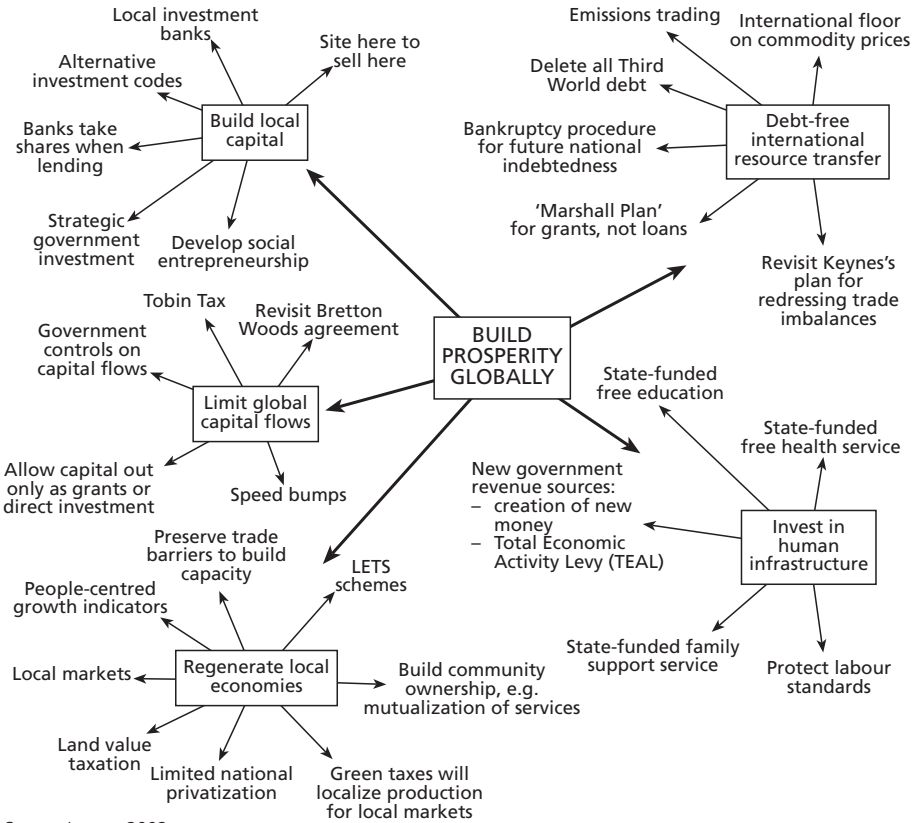 Local investment
banks
Site here to
sell here
Alternative
investment codes
Build local
capital
Banks take
shares when
lending
Strategic
government
investment
Develop social
entrepreneurship
Emissions trading
International floor
on commodity prices
Delete all Third
World debt
Debt-free
international
resource transfer
Bankruptcy procedure
for future national
indebtedness
‘Marshall Plan’
for grants, not loans
Revisit Keynes’s
plan for
redressing trade
imbalances
Tobin Tax
Revisit Bretton
Woods agreement
Government
controls on
capital flows
Limit global
capital flows
Allow capital out
only as grants or
direct investment
Speed bumps
BUILD
PROSPERITY
GLOBALLY
State-funded
free education
State-funded
free health service
New government
revenue sources:
– creation of new
money
– Total Economic
Activity Levy (TEAL)
Invest in
human
infrastructure
State-funded family
support service
Protect labour
standards
Preserve trade
barriers to build
capacity
LETS
schemes
People-centred
growth indicators
Local markets
Regenerate local
economies
Build community
ownership, e.g.
mutualization of services
Land value
taxation
Limited national
privatization
Green taxes will
localize production
for local markets